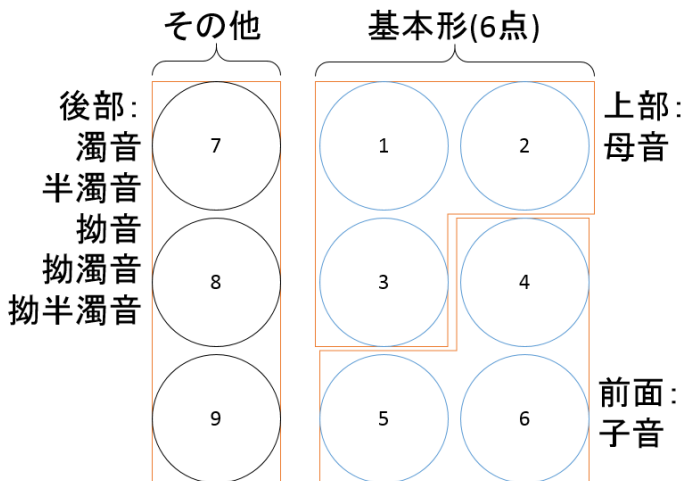 その他
基本形(6点)
後部:
濁音
半濁音
拗音
拗濁音
拗半濁音
7
1
2
上部:
母音
8
3
4
9
5
6
前面:
子音